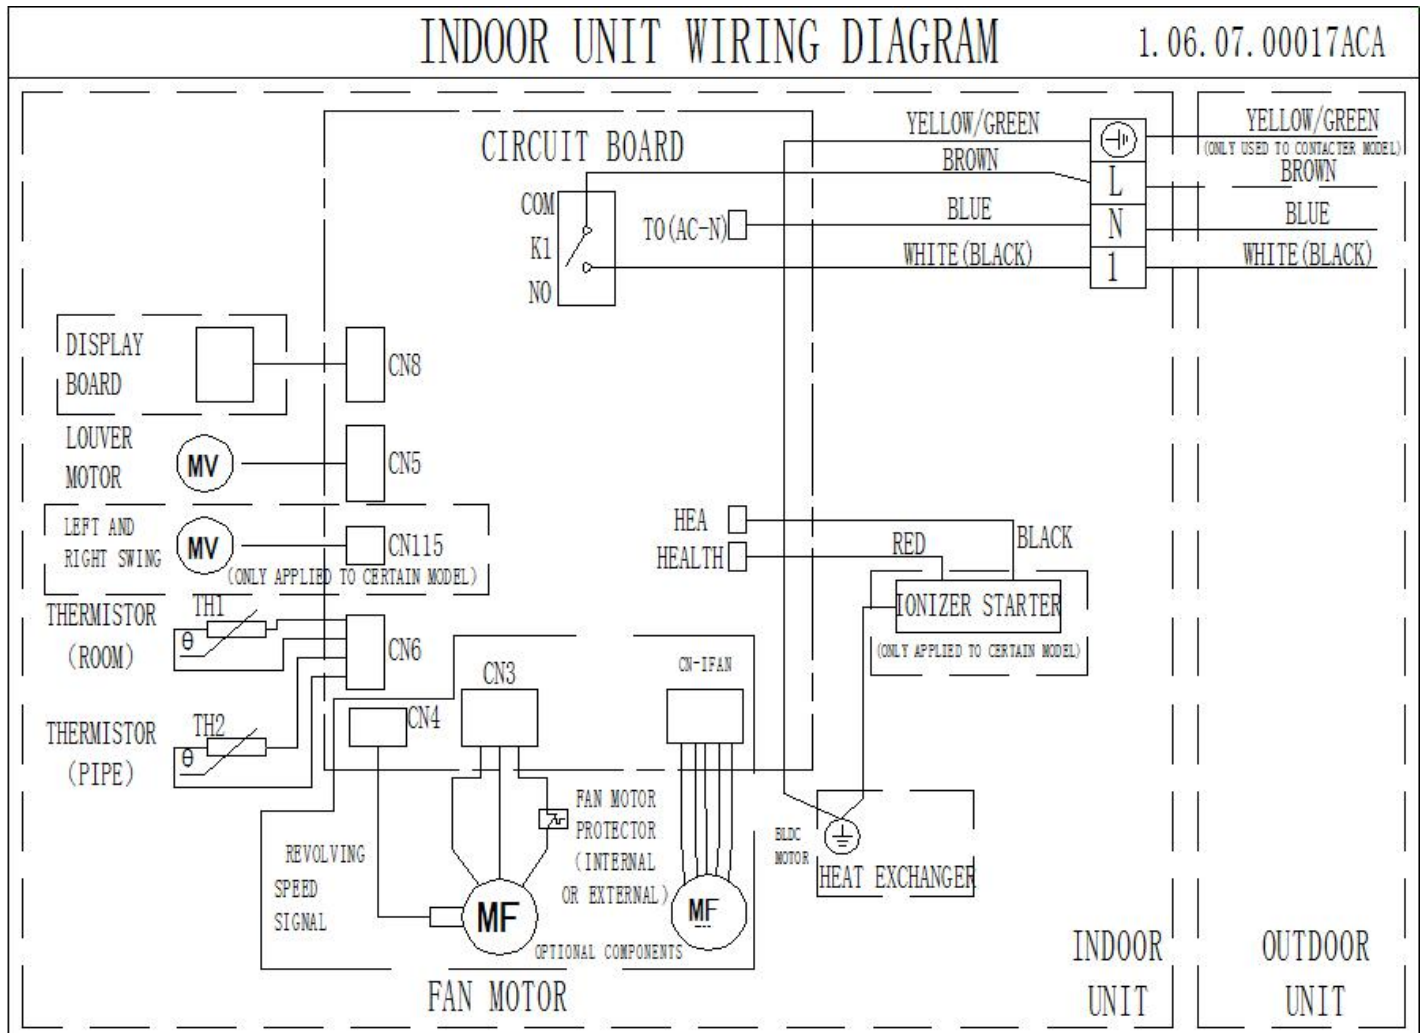 INDOOR UNIT WIRING DIAGRAM
1.06.07.00017ACA
CIRCUIT BOARD
YELLOW/GREEN
YELLOW/GREEN
(ONLY USED TO CONTACTER MODEL)
BROWN
BROWN
L
COM
BLUE
BLUE
TO(AC-N)
N
K1
WHITE(BLACK)
WHITE(BLACK)
1
NO
DISPLAY
BOARD
CN8
LOUVER
MOTOR
MV
CN5
LEFT AND
RIGHT SWING
MV
CN115
(ONLY APPLIED TO CERTAIN MODEL)
HEA
HEALTH
RED
BLACK
IONIZER STARTER
(ONLY APPLIED TO CERTAIN MODEL)
THERMISTOR
(ROOM)
TH1
θ
CN6
THERMISTOR
(PIPE)
TH2
θ
CN4
CN3
CN-IFAN
FAN MOTOR
PROTECTOR
(INTERNAL
OR EXTERNAL)
BLDC
MOTOR
HEAT EXCHANGER
REVOLVING
SPEED
SIGNAL
MF
MF
OPTIONAL COMPONENTS
FAN MOTOR
INDOOR
UNIT
OUTDOOR
UNIT